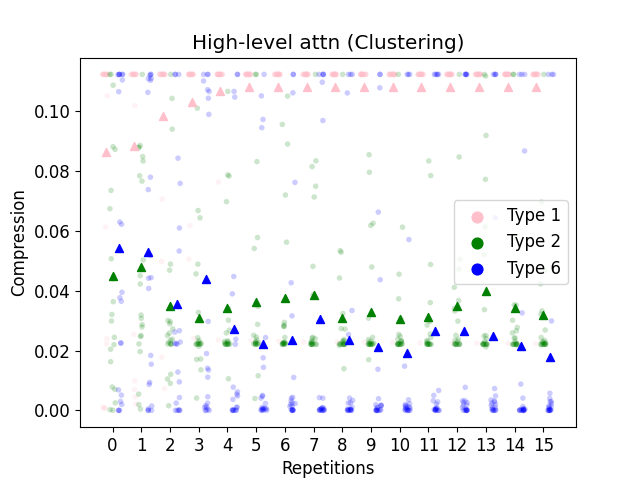 High-level attn (Clustering)
Compression
0.10
0.08
0.06
0.04
0.02
0.00
Type 1
Type 2
Type 6
0 1 2 3 4 5 6 7 8 9 10 11 12 13 14 15
Repetitions